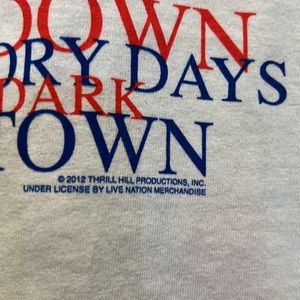 DOWN
ORY DAYS
DARK
TOWN
© 2012 THRILL HILL PRODUCTIONS, INC.
UNDER LICENSE BY LIVE NATION MERCHANDISE